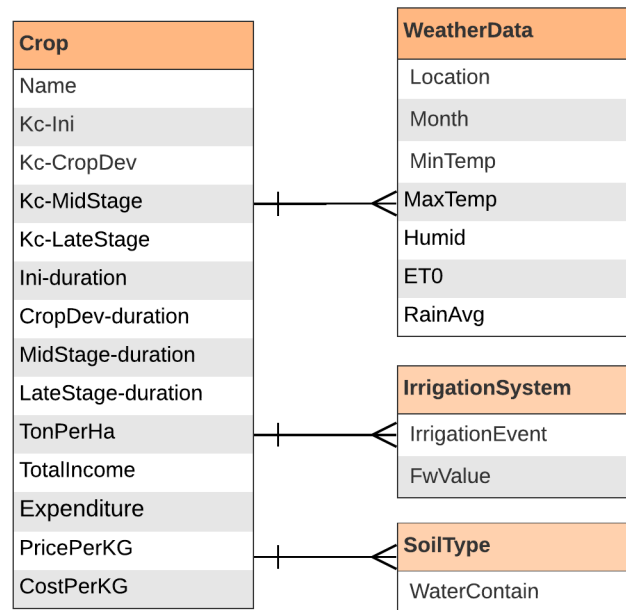 Crop
Name
Kc-Ini
Kc-CropDev
Kc-MidStage
Kc-LateStage
Ini-duration
CropDev-duration
MidStage-duration
LateStage-duration
TonPerHa
TotalIncome
Expenditure
PricePerKG
CostPerKG
WeatherData
Location
Month
MinTemp
MaxTemp
Humid
ET0
RainAvg
IrrigationSystem
IrrigationEvent
FwValue
SoilType
WaterContain